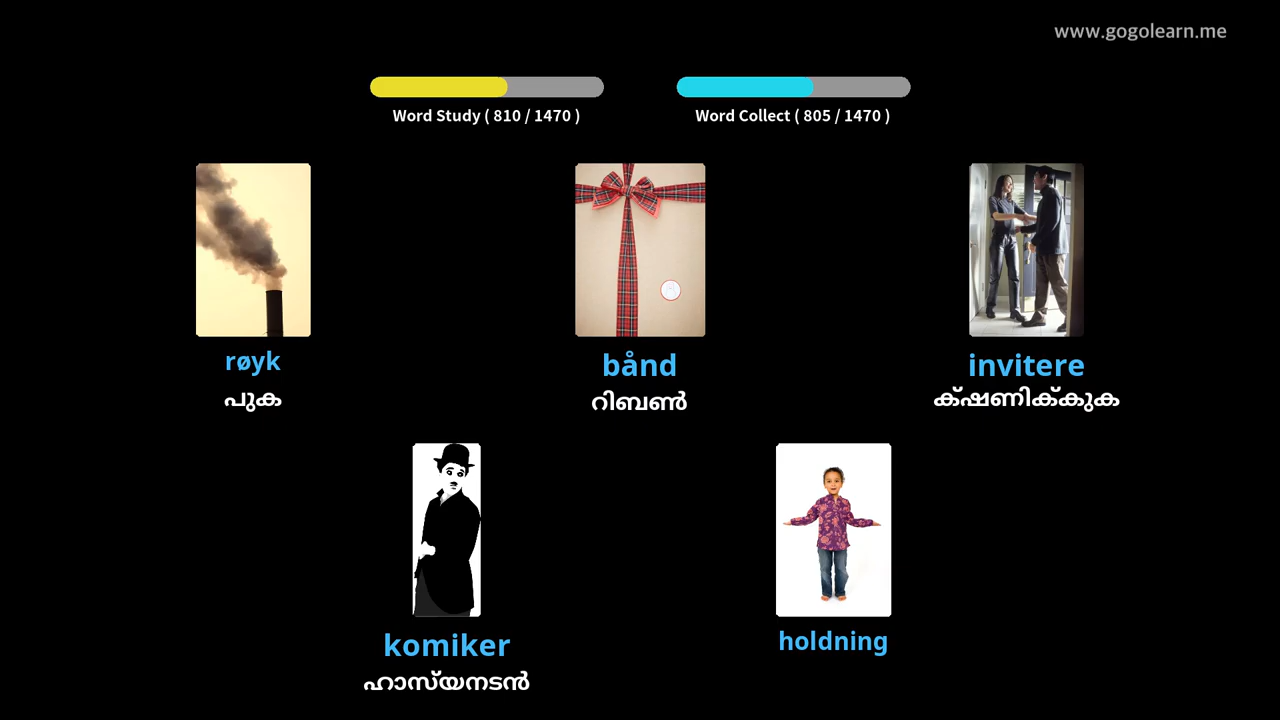 www.gogolearn.me
Word Study ( 810 / 1470 )
Word Collect ( 805 / 1470 )
røyk
പുക
bånd
റിബൺ
invitere
ക്ഷണിക്കുക
komiker
ഹാസ്യനടൻ
holdning